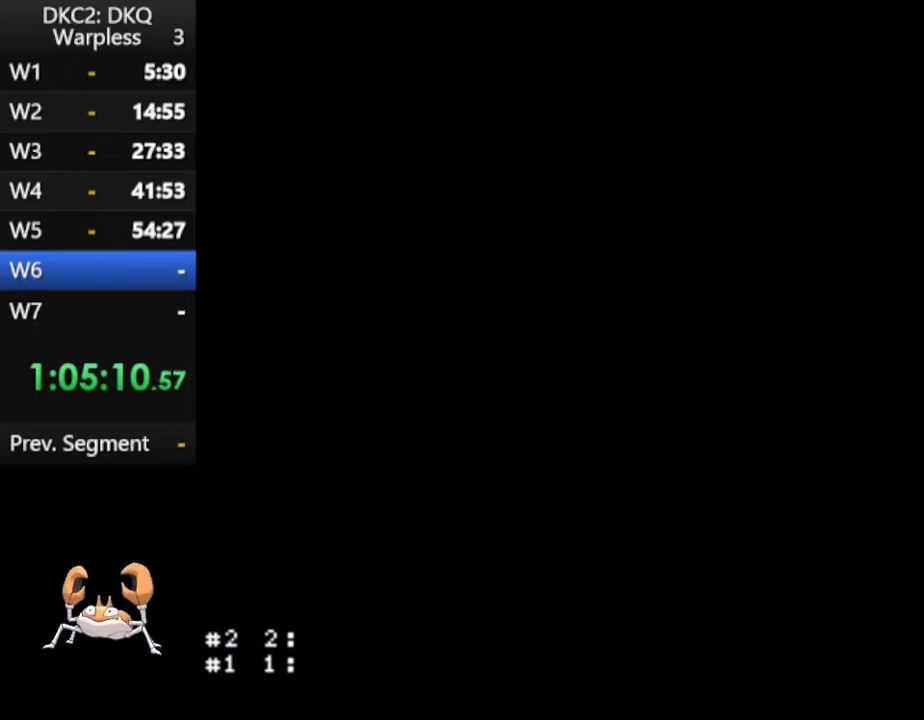 DKC2: DKQ
Warpless 3
W1 - 5:30
W2 - 14:55
W3 - 27:33
W4 - 41:53
W5 - 54:27
W6 -
W7 -
1:05:10.57
Prev. Segment -
#2 2:
#1 1: